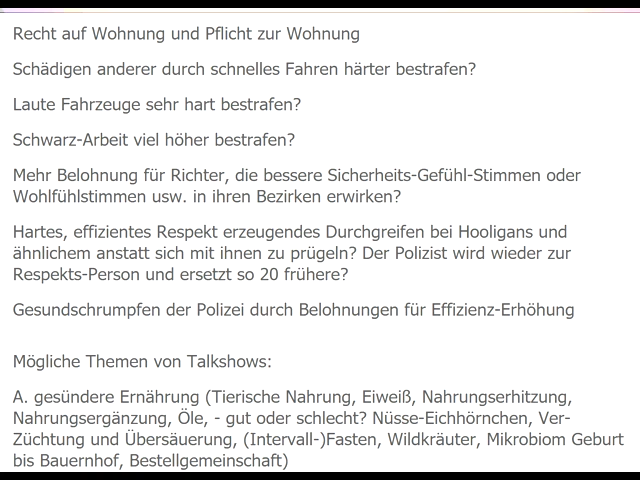 Recht auf Wohnung und Pflicht zur Wohnung
Schädigen anderer durch schnelles Fahren härter bestrafen?
Laute Fahrzeuge sehr hart bestrafen?
Schwarz-Arbeit viel höher bestrafen?
Mehr Belohnung für Richter, die bessere Sicherheits-Gefühl-Stimmen oder
Wohlfühlstimmen usw. in ihren Bezirken erwirken?
Hartes, effizientes Respekt erzeugendes Durchgreifen bei Hooligans und
ähnlichem anstatt sich mit ihnen zu prügeln? Der Polizist wird wieder zur
Respekts-Person und ersetzt so 20 frühere?
Gesundschrumpfen der Polizei durch Belohnungen für Effizienz-Erhöhung
Mögliche Themen von Talkshows:
A. gesündere Ernährung (Tierische Nahrung, Eiweiß, Nahrungserhitzung,
Nahrungsergänzung, Öle, - gut oder schlecht? Nüsse-Eichhörnchen, Ver-
Züchtung und Übersäuerung, (Intervall-)Fasten, Wildkräuter, Mikrobiom Geburt
bis Bauernhof, Bestellgemeinschaft)